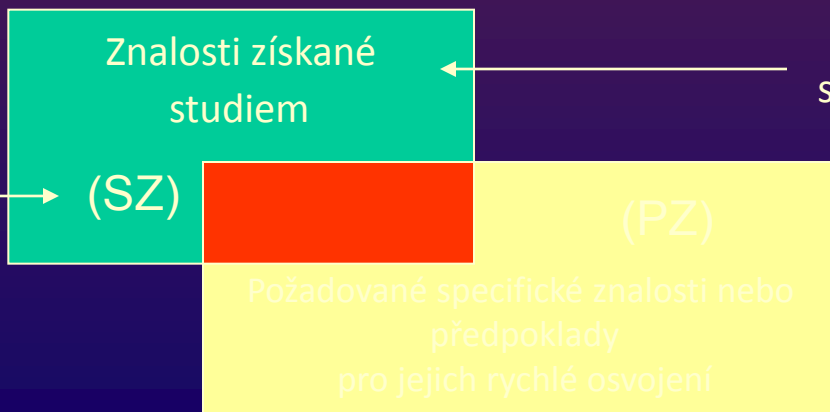 Znalosti získané
studiem
s
(SZ)
(PZ)
Požadované specifické znalosti nebo
předpoklady
pro jejich rychlé osvojení